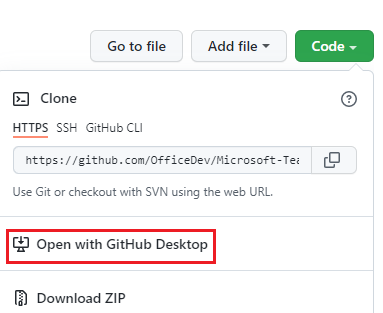 Go to file Add file Code
Clone
HTTPS SSH GitHub CLI
https://github.com/OfficeDev/Microsoft-Tea
Use Git or checkout with SVN using the web URL.
Open with GitHub Desktop
Download ZIP